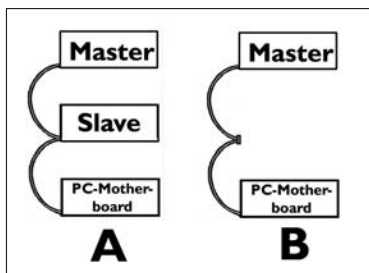 Master
Slave
PC-Mother-
board
A
Master
PC-Mother-
board
B